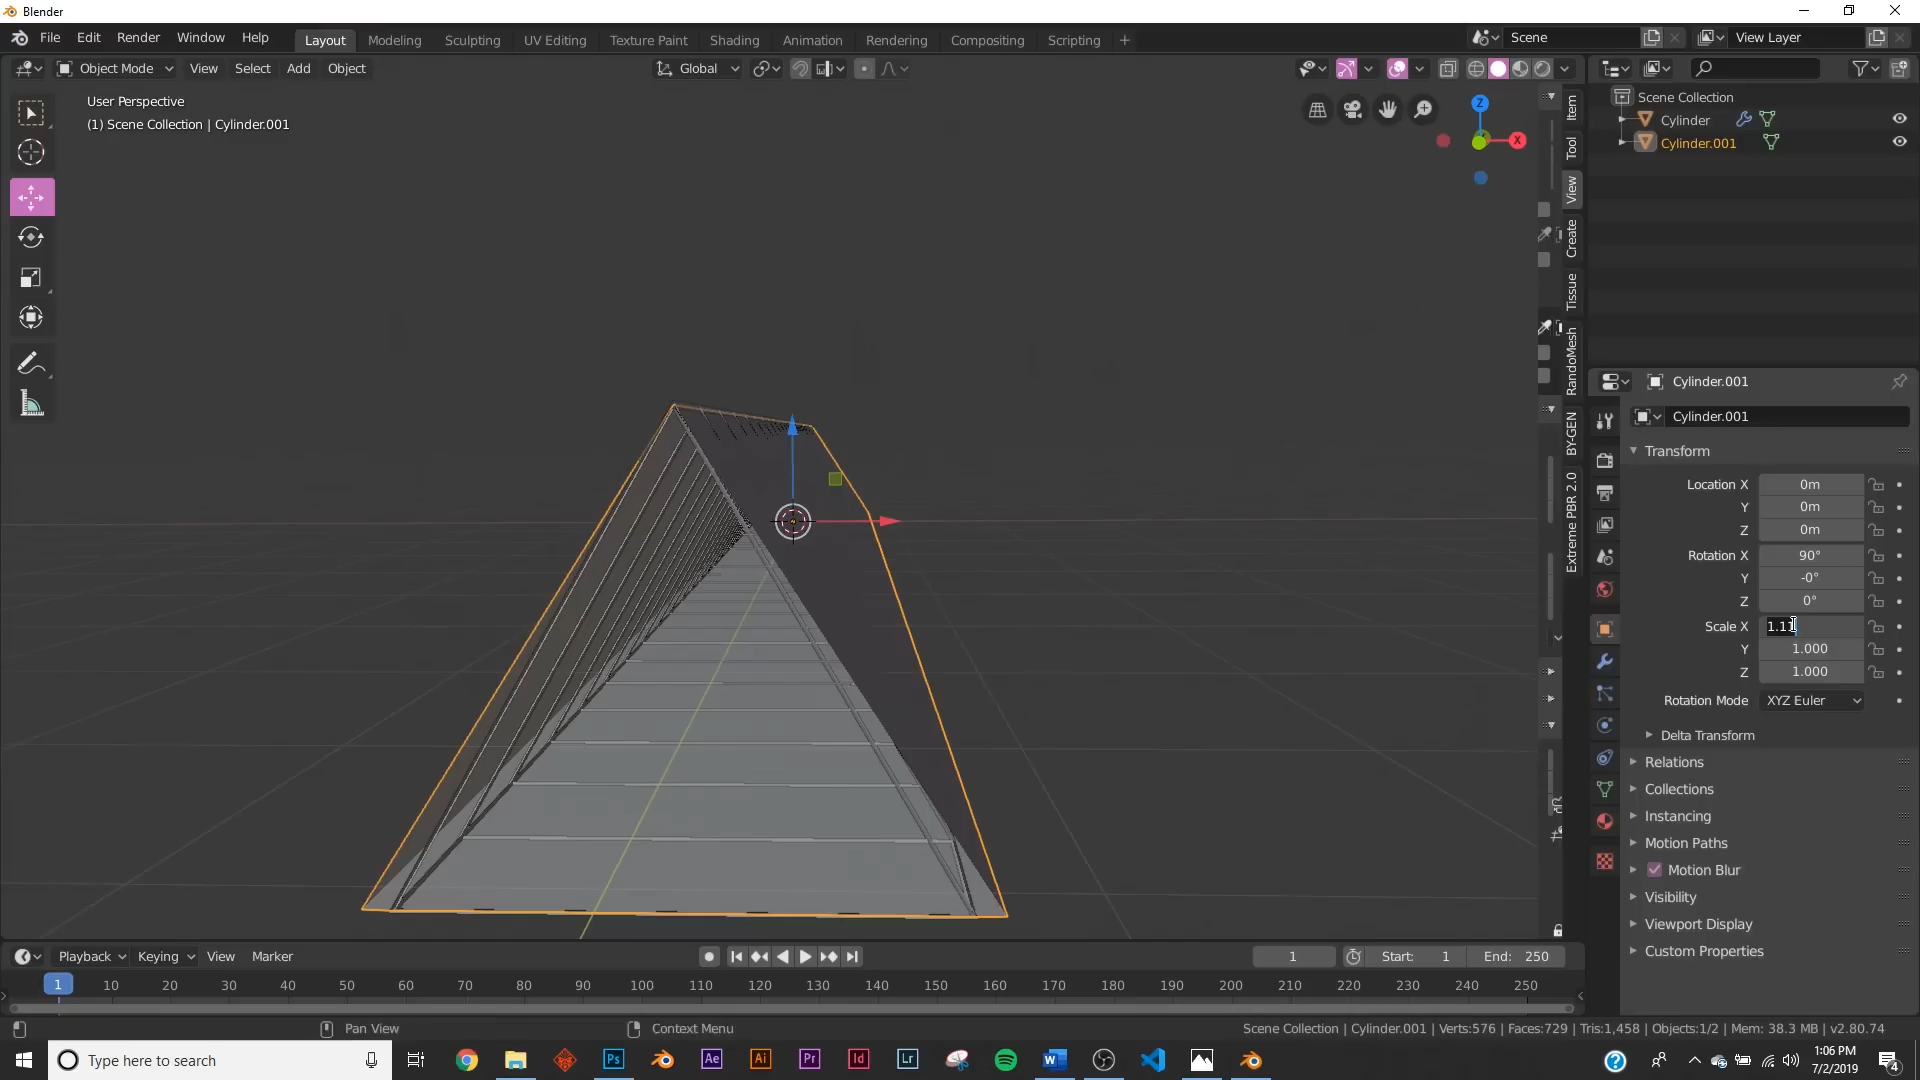 Blender
File Edit Render Window Help Layout Modeling Sculpting UV Editing Texture Paint Shading Animation Rendering Compositing Scripting + Scene View Layer
Object Mode View Select Add Object Global
User Perspective
(1) Scene Collection | Cylinder.001
Z
X
Item
Tool
View
Create
Tissue
RandoMesh
BY-GEN
Extreme PBR 2.0
Scene Collection
Cylinder
Cylinder.001
Cylinder.001
Cylinder.001
Transform
Location X 0m
Y 0m
Z 0m
Rotation X 90°
Y -0°
Z 0°
Scale X 1.11
Y 1.000
Z 1.000
Rotation Mode XYZ Euler
Delta Transform
Relations
Collections
Instancing
Motion Paths
Motion Blur
Visibility
Viewport Display
Custom Properties
Playback Keying View Marker 1 Start: 1 End: 250
1 10 20 30 40 50 60 70 80 90 100 110 120 130 140 150 160 170 180 190 200 210 220 230 240 250
Pan View Context Menu Scene Collection | Cylinder.001 | Verts:576 | Faces:729 | Tris:1,458 | Objects:1/2 | Mem: 38.3 MB | v2.80.74
Type here to search Ps Ae Ai Pr Id Lr 1:06 PM
7/2/2019 4